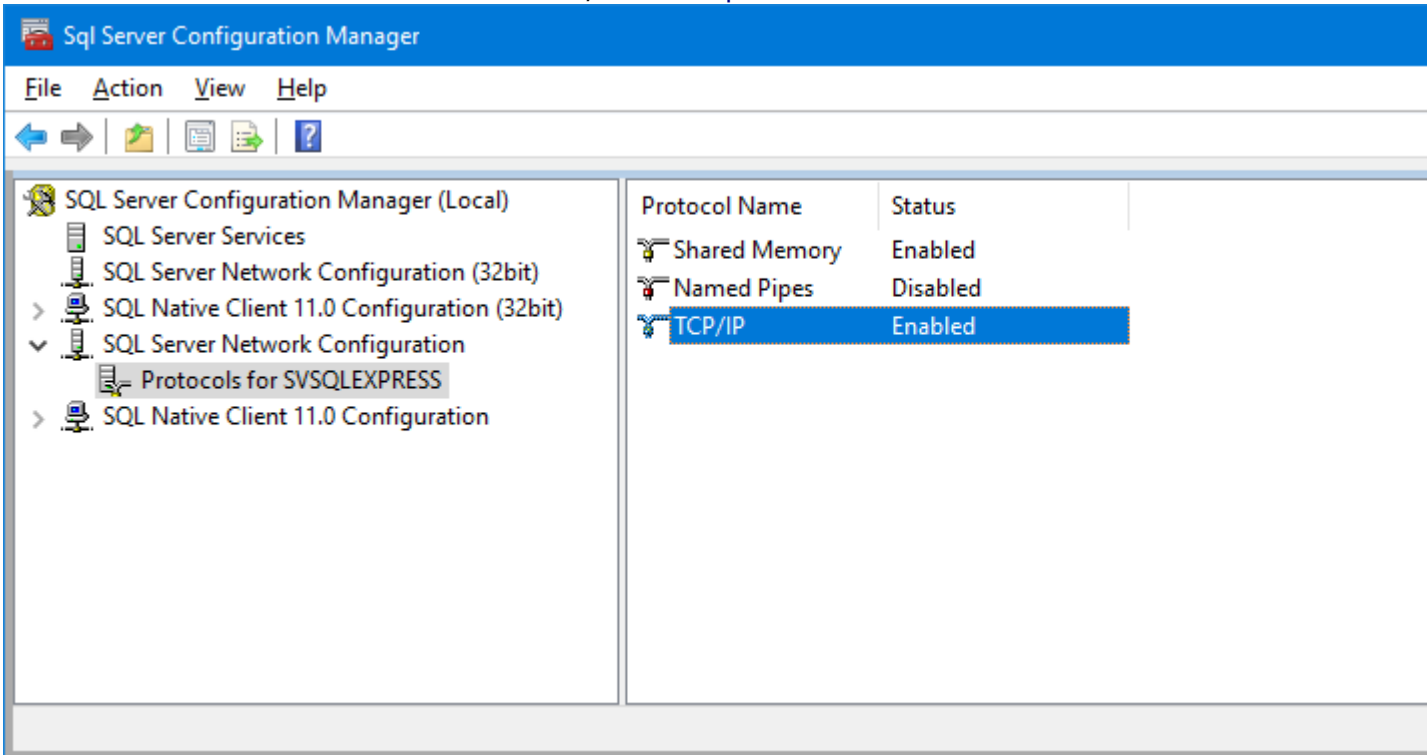 Sql Server Configuration Manager
File Action View Help
SQL Server Configuration Manager (Local)
SQL Server Services
SQL Server Network Configuration (32bit)
SQL Native Client 11.0 Configuration (32bit)
SQL Server Network Configuration
Protocols for SVSQLEXPRESS
SQL Native Client 11.0 Configuration
Protocol Name Status
Shared Memory Enabled
Named Pipes Disabled
TCP/IP Enabled